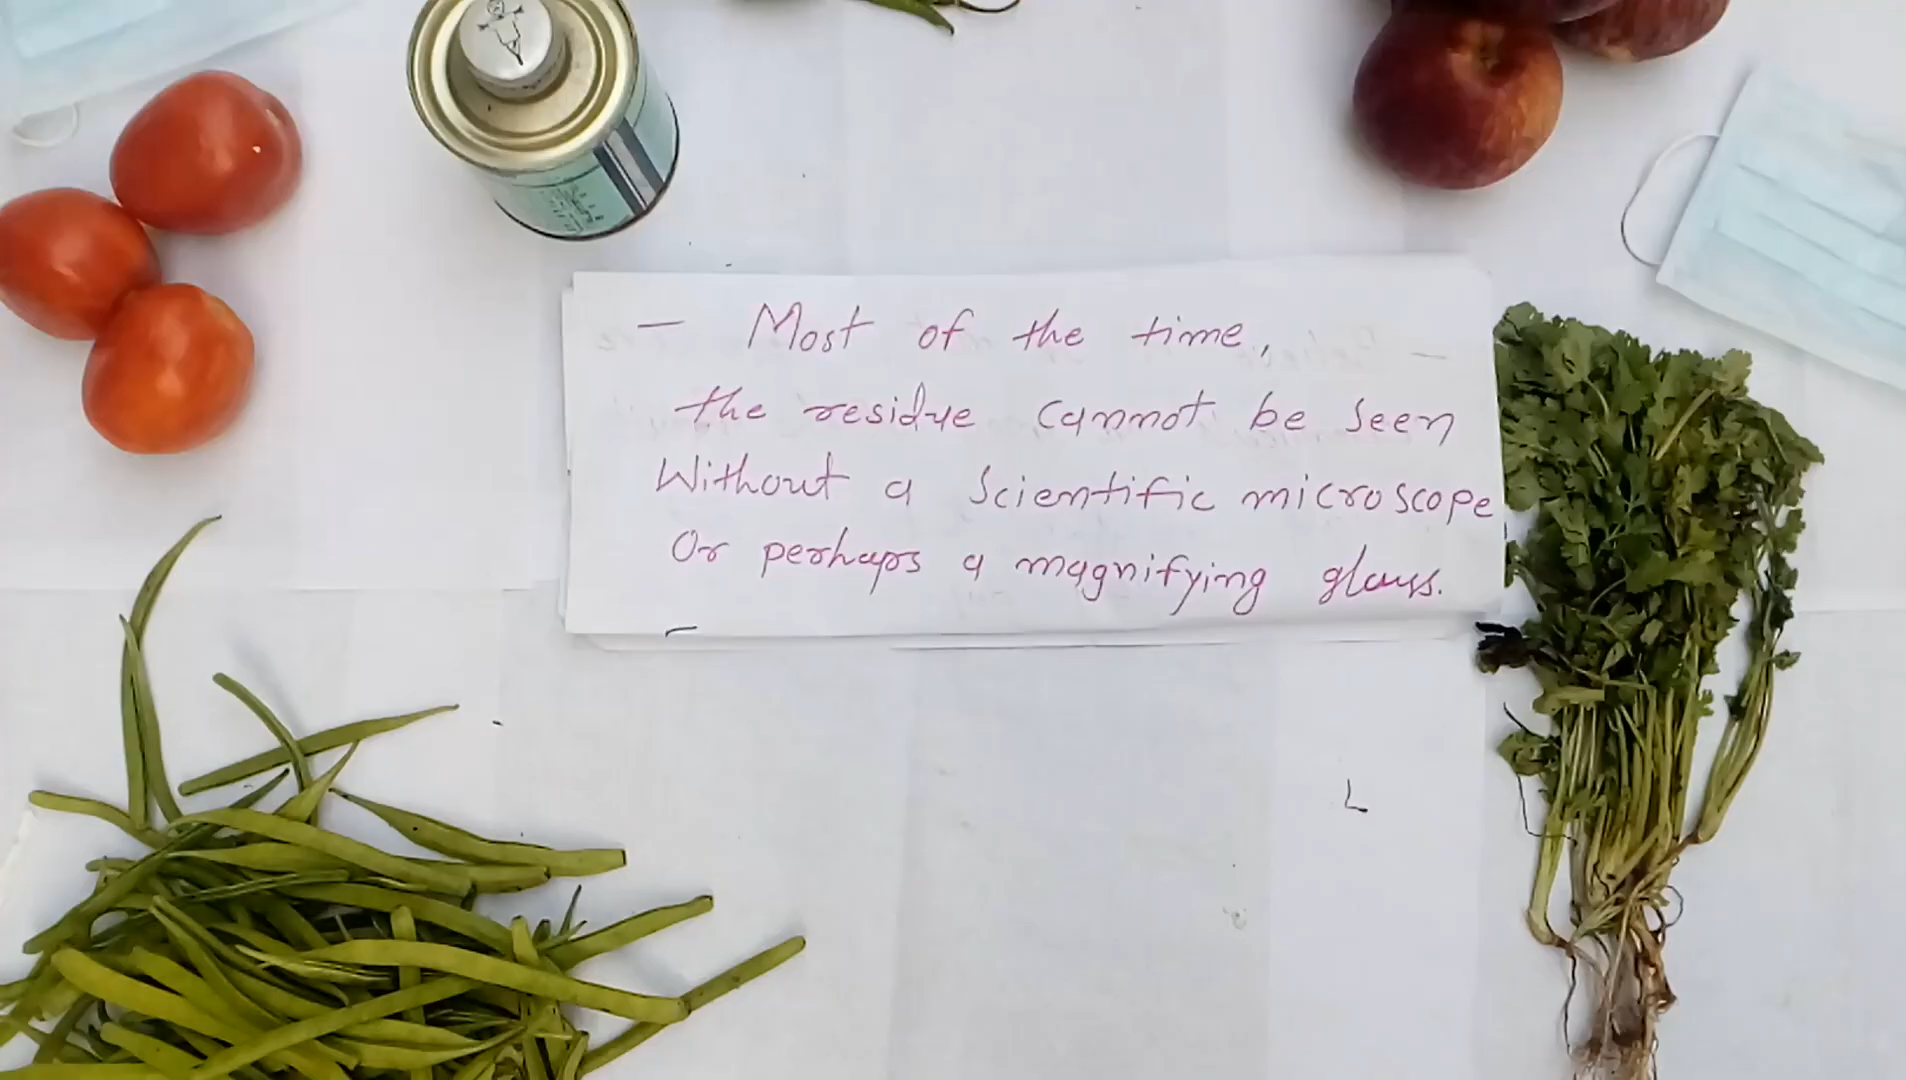 - Most of the time,
the residue cannot be seen
Without a Scientific microscope
Or perhaps a magnifying glass.